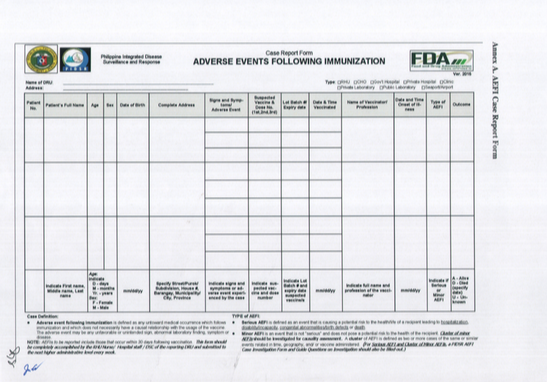 Philippine Integrated Disease
Surveillance and Response
Case Report Form
ADVERSE EVENTS FOLLOWING IMMUNIZATION
FDA
Ver. 2016
Name of DRU:
Address:
Type: RHU CHO Gov't Hospital Private Hospital Clinic
Private Laboratory Public Laboratory Seaport/Airport
Patient No.
Patient's Full Name
Age
Sex
Date of Birth
Complete Address
Signs and Symptoms/ Adverse Event
Suspected Vaccine & Dose No. (1st,2nd,3rd)
Lot Batch # Expiry date
Date & Time Vaccinated
Name of Vaccinator/ Profession
Date and Time Onset of Illness
Type of AEFI
Outcome
Indicate First name, Middle name, Last name
Age: Indicate
D - days
M - months
Yr. - years
Sex:
F - Female
M - Male
mm/dd/yy
Specify Street/Purok/ Subdivision, House #, Barangay, Municipality/ City, Province
Indicate signs and symptoms or adverse event experienced by the case
Indicate suspected vaccine and dose number
Indicate Lot Batch # and expiry date suspected vaccine/s
mm/dd/yy
Indicate full name and profession of the vaccinator
mm/dd/yy
Indicate if Serious or Minor AEFI
A - Alive
D - Died (specify date)
U - Unknown
Case Definition:
Adverse event following immunization is defined as any untoward medical occurrence which follows
immunization and which does not necessarily have a causal relationship with the usage of the vaccine.
The adverse event may be any unfavorable or unintended sign, abnormal laboratory finding, symptom or
disease.
NOTE: AEFIs to be reported include those that occur within 30 days following vaccination. This form should
be completely accomplished by the RHU Nurse/ Hospital staff / ESU of the reporting DRU and submitted to
the next higher administrative level every week.
TYPE of AEFI:
Serious AEFI is defined as an event that is causing a potential risk to the health/life of a recipient leading to hospitalization,
disability/incapacity, congenital abnormalities/birth defects or death.
Minor AEFI is an event that is not "serious" and does not pose a potential risk to the health of the recipient. Cluster of minor
AEFI/s should be investigated for causality assessment. A cluster of AEFI is defined as two or more cases of the same or similar
events related in time, geography, and/or vaccine administered. (For Serious AEFI and Cluster of Minor AEFI/s, a PIDSR AEFI
Case Investigation Form and Guide Questions on Investigation should also be filled out.)
Annex A. AEFI Case Report Form